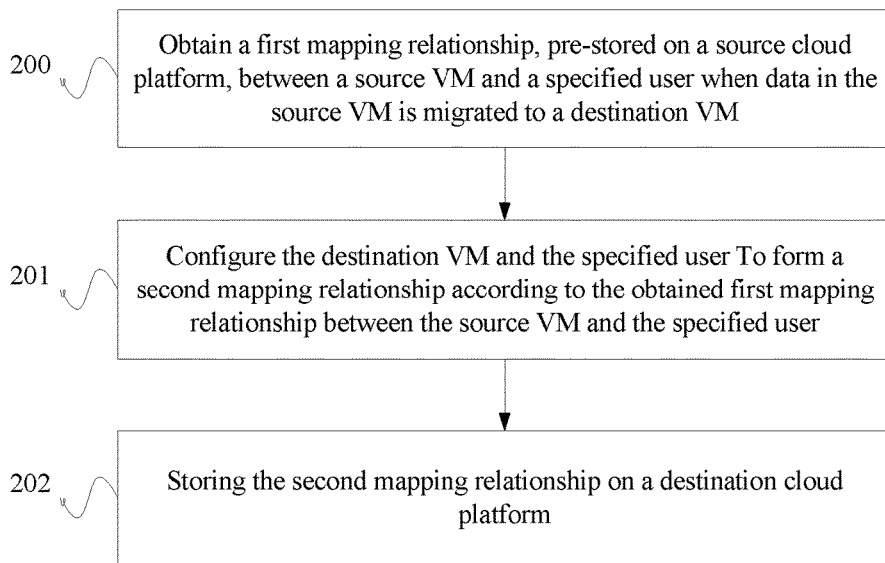 200
Obtain a first mapping relationship, pre-stored on a source cloud
platform, between a source VM and a specified user when data in the
source VM is migrated to a destination VM
201
Configure the destination VM and the specified user To form a
second mapping relationship according to the obtained first mapping
relationship between the source VM and the specified user
202
Storing the second mapping relationship on a destination cloud
platform